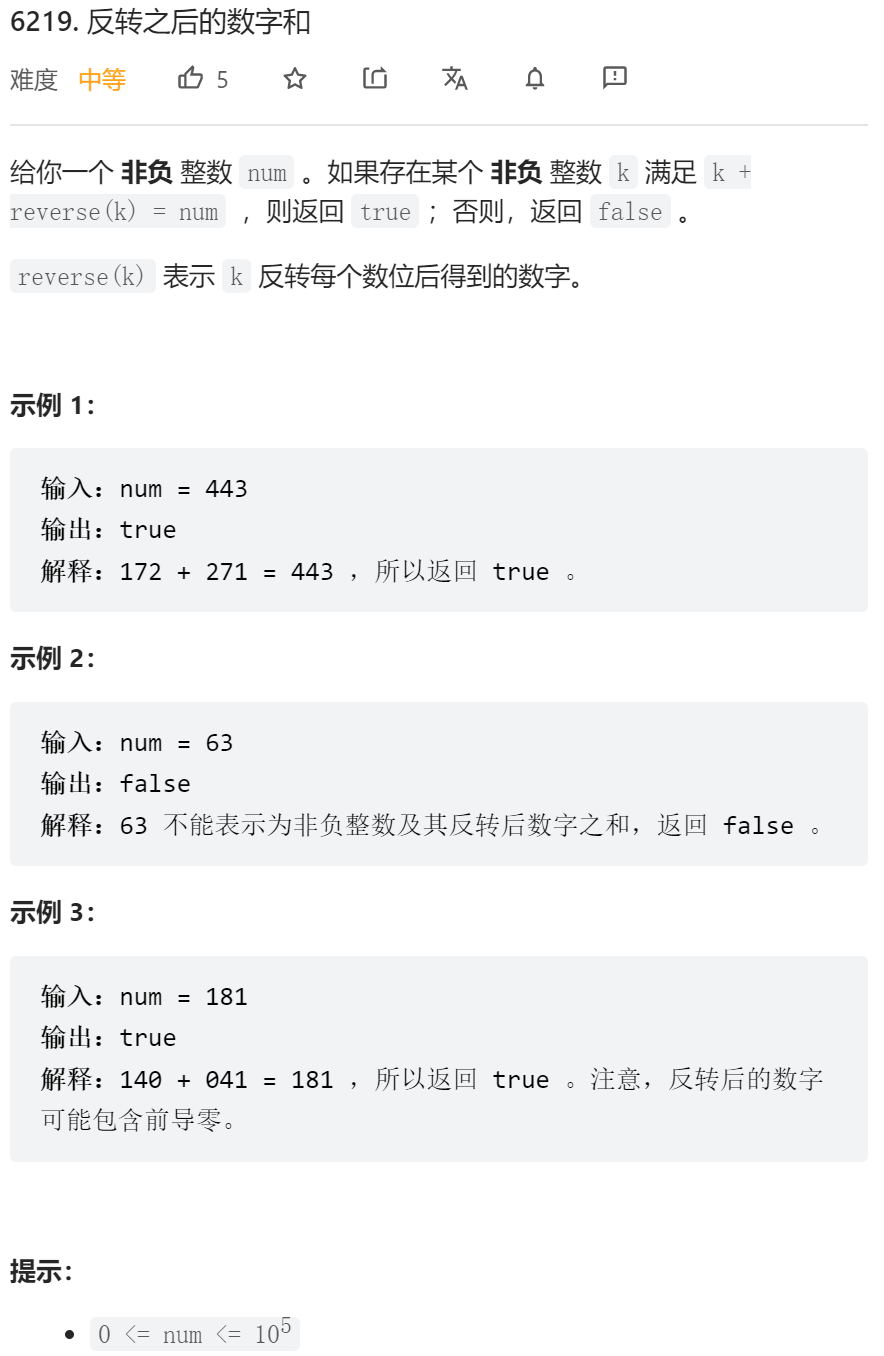 6219. 反转之后的数字和
难度 中等 5
给你一个 非负 整数 num 。如果存在某个 非负 整数 k 满足 k +
reverse(k) = num ，则返回 true ；否则，返回 false 。
reverse(k) 表示 k 反转每个数位后得到的数字。
示例 1：
输入：num = 443
输出：true
解释：172 + 271 = 443 ，所以返回 true 。
示例 2：
输入：num = 63
输出：false
解释：63 不能表示为非负整数及其反转后数字之和，返回 false 。
示例 3：
输入：num = 181
输出：true
解释：140 + 041 = 181 ，所以返回 true 。注意，反转后的数字
可能包含前导零。
提示：
• 0 <= num <= 10⁵